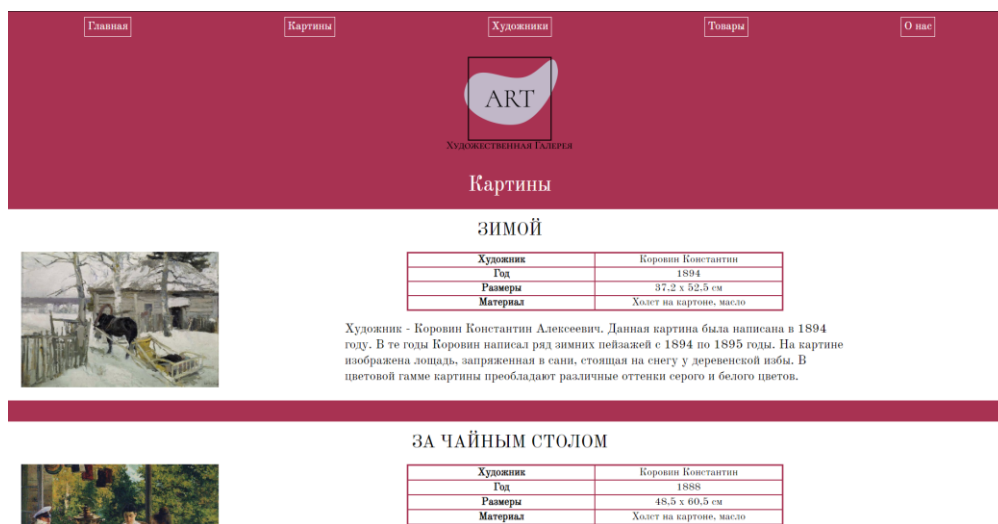 Главная Картины Художники Товары О нас
ART
Художественная Галерея
Картины
ЗИМОЙ
Художник Коровин Константин
Год 1894
Размеры 37,2 х 52,5 см
Материал Холст на картоне, масло
Художник - Коровин Константин Алексеевич. Данная картина была написана в 1894
году. В те годы Коровин написал ряд зимних пейзажей с 1894 по 1895 годы. На картине
изображена лощадь, запряженная в сани, стоящая на снегу у деревенской избы. В
цветовой гамме картины преобладают различные оттенки серого и белого цветов.
ЗА ЧАЙНЫМ СТОЛОМ
Художник Коровин Константин
Год 1888
Размеры 48,5 х 60,5 см
Материал Холст на картоне, масло